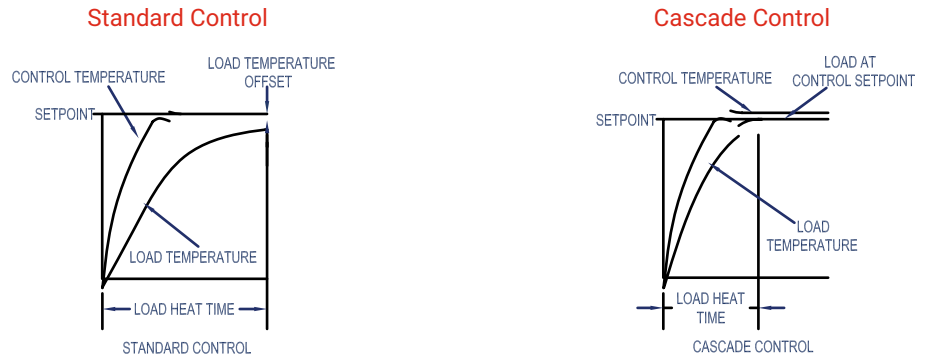 Standard Control
CONTROL TEMPERATURE
LOAD TEMPERATURE
OFFSET
SETPOINT
LOAD TEMPERATURE
LOAD HEAT TIME
STANDARD CONTROL
Cascade Control
CONTROL TEMPERATURE
LOAD AT
CONTROL SETPOINT
SETPOINT
LOAD
TEMPERATURE
LOAD HEAT
TIME
CASCADE CONTROL